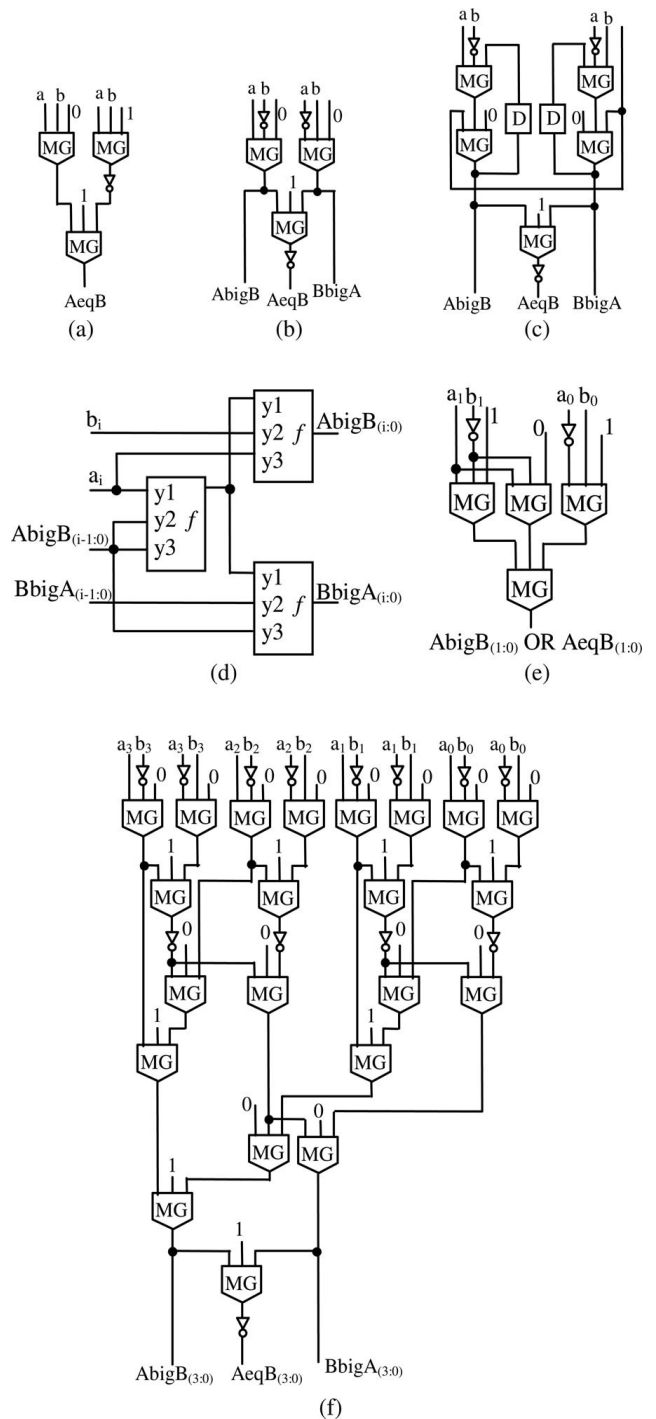 a b 0 a b 1
MG MG
1
MG
AeqB
(a)
a b 0 a b 0
MG MG
1
MG
AbigB AeqB BbigA
(b)
a b a b
MG MG
D D
0 0
MG MG
1
MG
AbigB AeqB BbigA
(c)
bi y1 y2 f y3 AbigB(i:0)
ai y1 y2 f y3
AbigB(i-1:0)
BbigA(i-1:0) y1 y2 f y3 BbigA(i:0)
(d)
a1 b1 1 0 a0 b0 1
MG MG MG
MG
AbigB(1:0) OR AeqB(1:0)
(e)
a3 b3 a3 b3 a2 b2 a2 b2 a1 b1 a1 b1 a0 b0 a0 b0
0 0 0 0 0 0 0 0
MG MG MG MG MG MG MG MG
1 1 1 1
MG MG MG MG
0 0 0 0
MG MG MG MG
1 1
MG MG
0 0
MG MG
1
MG
1
MG
AbigB(3:0) AeqB(3:0) BbigA(3:0)
(f)